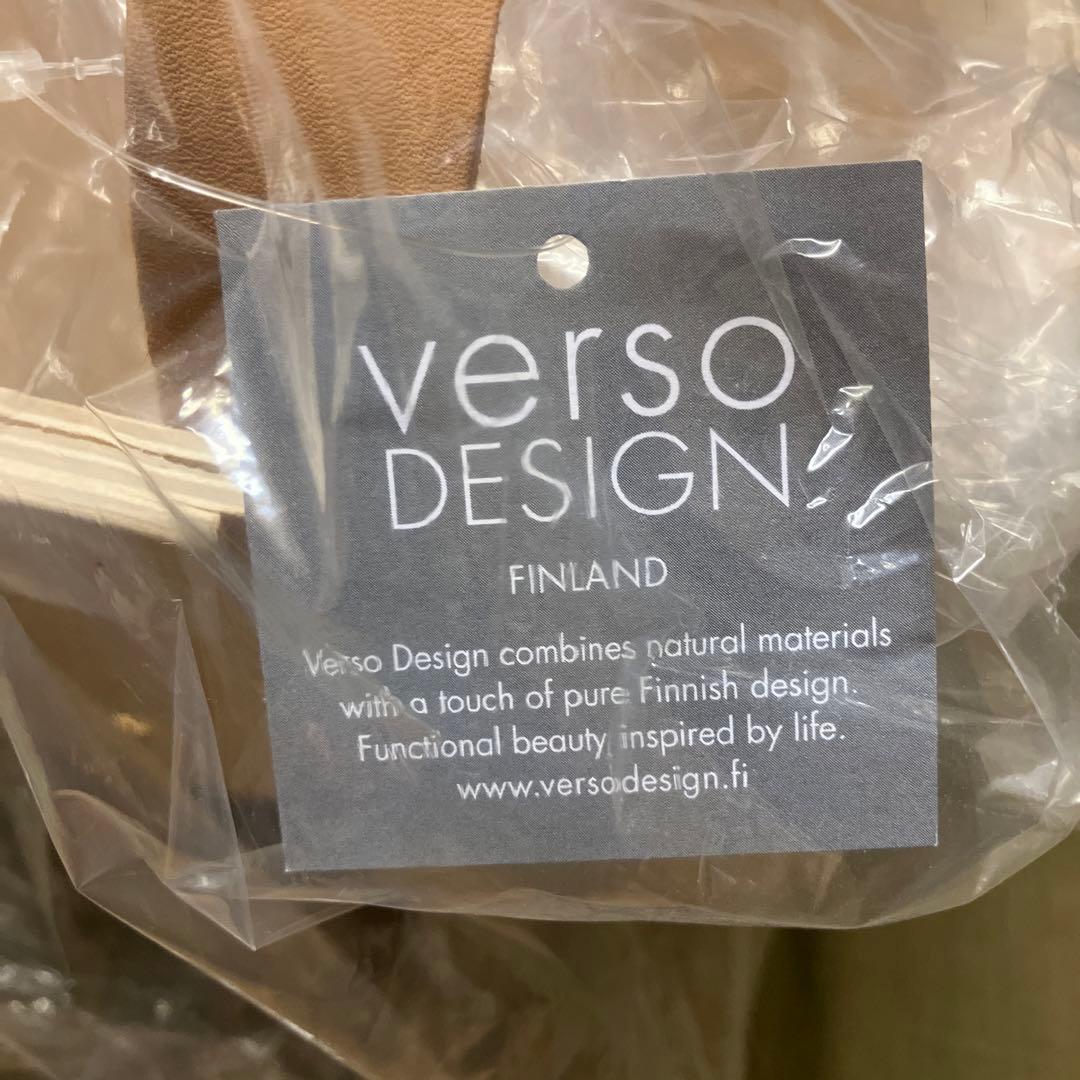 verso
DESIGN
FINLAND
Verso Design combines natural materials
with a touch of pure Finnish design.
Functional beauty inspired by life.
www.versodesign.fi